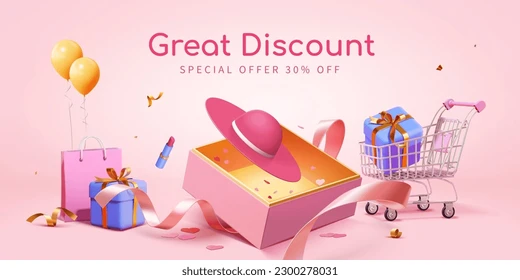 Great Discount
SPECIAL OFFER 30% OFF
shutterstock.com · 2300278031